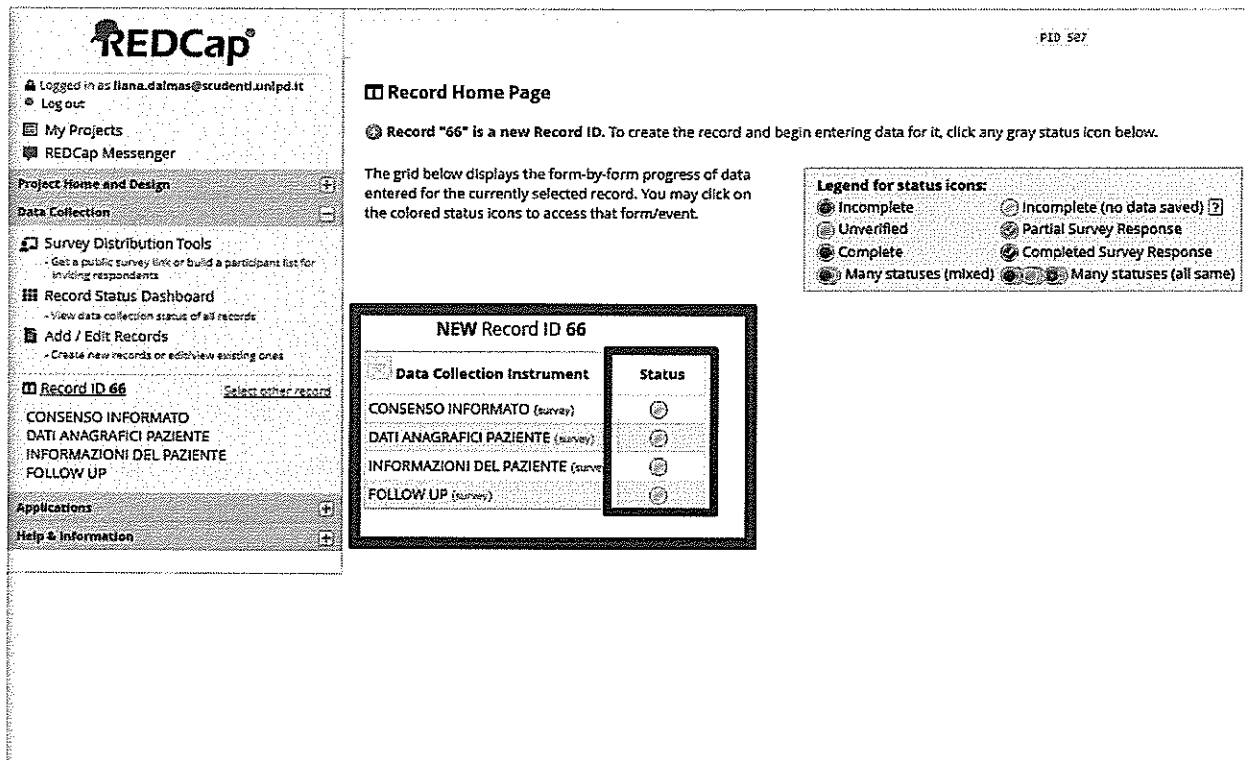 REDCap®
PID 587
Logged in as liana.dalmas@studenti.unipd.it
Log out
My Projects
REDCap Messenger
Project Home and Design
Data Collection
Survey Distribution Tools
- Get a public survey link or build a participant list for
inviting respondents
Record Status Dashboard
- View data collection status of all records
Add / Edit Records
- Create new records or edit/view existing ones
Record ID 66 Select other record
CONSENSO INFORMATO
DATI ANAGRAFICI PAZIENTE
INFORMAZIONI DEL PAZIENTE
FOLLOW UP
Applications
Help & Information
Record Home Page
Record "66" is a new Record ID. To create the record and begin entering data for it, click any gray status icon below.
The grid below displays the form-by-form progress of data
entered for the currently selected record. You may click on
the colored status icons to access that form/event.
Legend for status icons:
Incomplete Incomplete (no data saved) ?
Unverified Partial Survey Response
Complete Completed Survey Response
Many statuses (mixed) Many statuses (all same)
NEW Record ID 66
Data Collection Instrument Status
CONSENSO INFORMATO (survey)
DATI ANAGRAFICI PAZIENTE (survey)
INFORMAZIONI DEL PAZIENTE (surve
FOLLOW UP (survey)